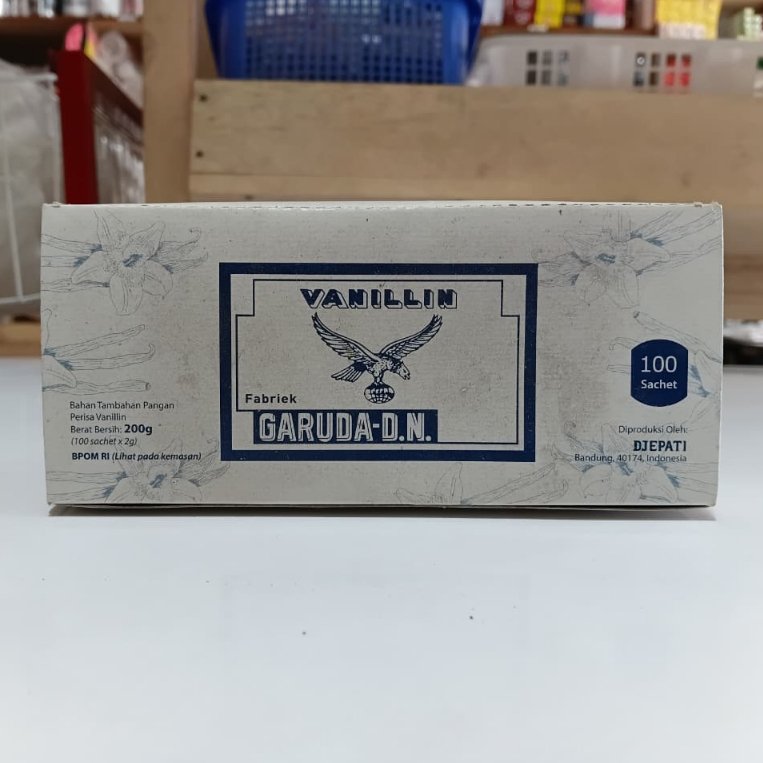 VANILLIN
Fabriek
GARUDA-D.N.
Bahan Tambahan Pangan
Perisa Vanillin
Berat Bersih: 200g
(100 sachet x 2g)
BPOM RI (Lihat pada kemasan)
100
Sachet
Diproduksi Oleh:
DJEPATI
Bandung, 40174, Indonesia